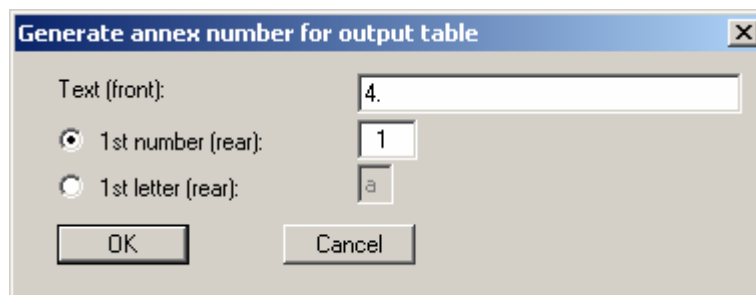 Generate annex number for output table
Text (front): 4.
1st number (rear): 1
1st letter (rear): a
OK Cancel